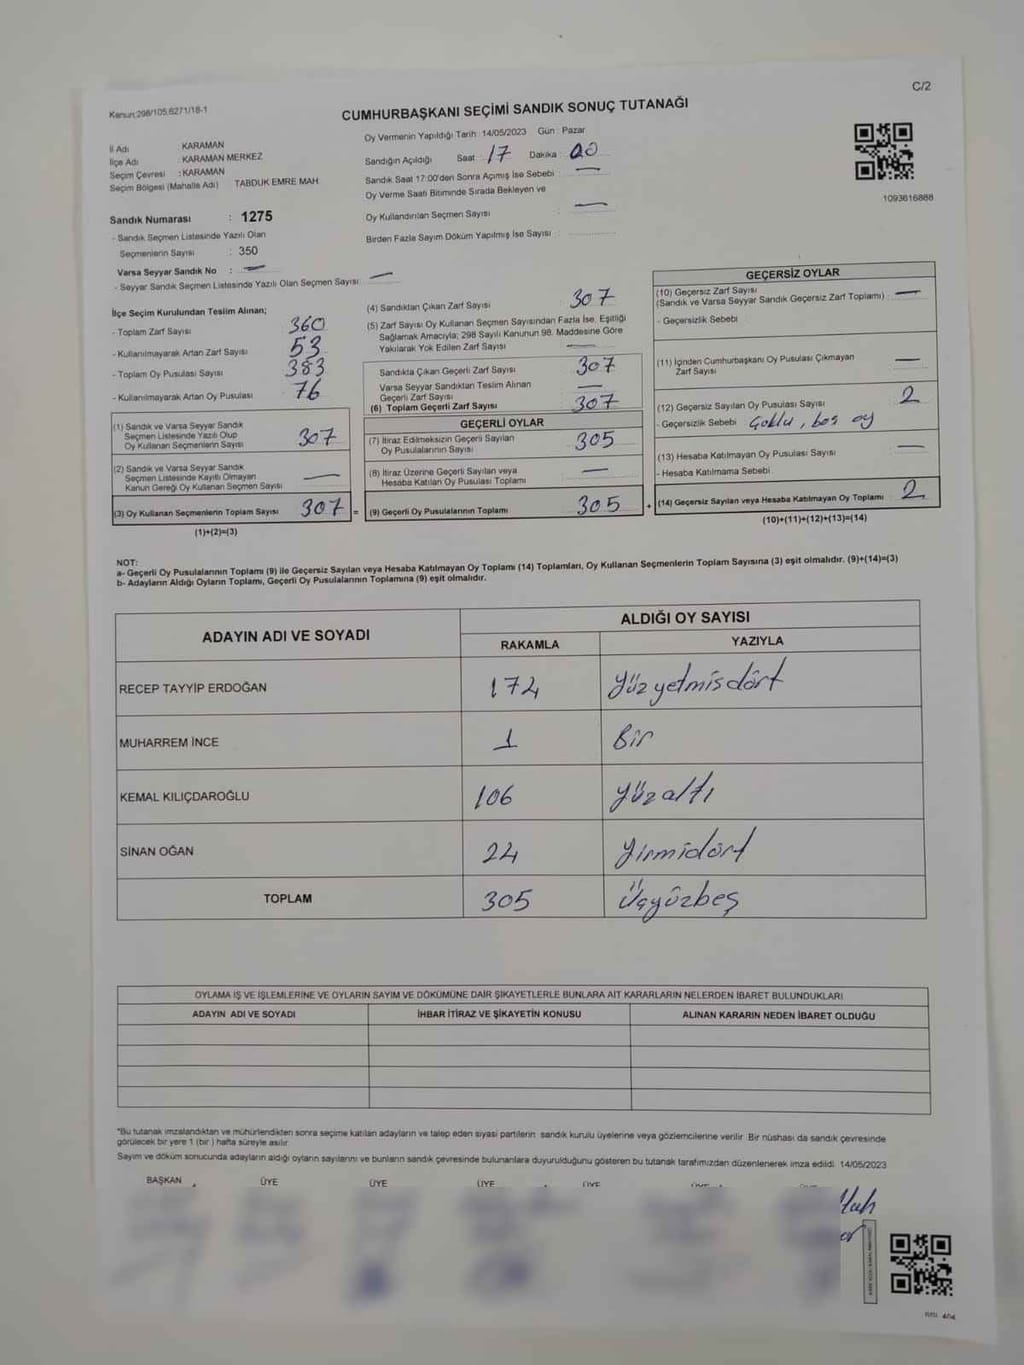 C/2
Kanun:298/105,6271/18-1
CUMHURBAŞKANI SEÇİMİ SANDIK SONUÇ TUTANAĞI
Oy Vermenin Yapıldığı Tarih : 14/05/2023 Gün : Pazar
İl Adı : KARAMAN
İlçe Adı : KARAMAN MERKEZ
Seçim Çevresi : KARAMAN
Seçim Bölgesi (Mahalle Adı) TABDUK EMRE MAH.
Sandığın Açıldığı Saat : 17 Dakika : 00
Sandık Saat 17:00'den Sonra Açımış İse Sebebi : —
Oy Verme Saati Bitiminde Sırada Bekleyen ve
Oy Kullandırılan Seçmen Sayısı : —
Birden Fazla Sayım Döküm Yapılmış İse Sayısı :
1093616888
Sandık Numarası : 1275
- Sandık Seçmen Listesinde Yazılı Olan
Seçmenlerin Sayısı : 350
Varsa Seyyar Sandık No : —
- Seyyar Sandık Seçmen Listesinde Yazılı Olan Seçmen Sayısı: —
İlçe Seçim Kurulundan Teslim Alınan;
- Toplam Zarf Sayısı 360
- Kullanılmayarak Artan Zarf Sayısı 53
- Toplam Oy Pusulası Sayısı 383
- Kullanılmayarak Artan Oy Pusulası 76
(1) Sandık ve Varsa Seyyar Sandık
Seçmen Listesinde Yazılı Olup
Oy Kullanan Seçmenlerin Sayısı 307
(2) Sandık ve Varsa Seyyar Sandık
Seçmen Listesinde Kayıtlı Olmayan
Kanun Gereği Oy Kullanan Seçmen Sayısı —
(3) Oy Kullanan Seçmenlerin Toplam Sayısı 307 =
(1)+(2)=(3)
(4) Sandıktan Çıkan Zarf Sayısı 307
(5) Zarf Sayısı Oy Kullanan Seçmen Sayısından Fazla İse, Eşitliği
Sağlamak Amacıyla; 298 Sayılı Kanunun 98. Maddesine Göre
Yakılarak Yok Edilen Zarf Sayısı —
Sandıkta Çıkan Geçerli Zarf Sayısı 307
Varsa Seyyar Sandıktan Teslim Alınan
Geçerli Zarf Sayısı —
(6) Toplam Geçerli Zarf Sayısı 307
GEÇERLİ OYLAR
(7) İtiraz Edilmeksizin Geçerli Sayılan
Oy Pusulalarının Sayısı 305
(8) İtiraz Üzerine Geçerli Sayılan veya
Hesaba Katılan Oy Pusulası Toplamı —
(9) Geçerli Oy Pusulalarının Toplamı 305 +
GEÇERSİZ OYLAR
(10) Geçersiz Zarf Sayısı
(Sandık ve Varsa Seyyar Sandık Geçersiz Zarf Toplamı) : —
- Geçersizlik Sebebi
(11) İçinden Cumhurbaşkanı Oy Pusulası Çıkmayan
Zarf Sayısı —
(12) Geçersiz Sayılan Oy Pusulası Sayısı 2
- Geçersizlik Sebebi Çoklu, boş oy
(13) Hesaba Katılmayan Oy Pusulası Sayısı —
- Hesaba Katılmama Sebebi
(14) Geçersiz Sayılan veya Hesaba Katılmayan Oy Toplamı 2
(10)+(11)+(12)+(13)=(14)
NOT:
a- Geçerli Oy Pusulalarının Toplamı (9) ile Geçersiz Sayılan veya Hesaba Katılmayan Oy Toplamı (14) Toplamları, Oy Kullanan Seçmenlerin Toplam Sayısına (3) eşit olmalıdır. (9)+(14)=(3)
b- Adayların Aldığı Oyların Toplamı, Geçerli Oy Pusulalarının Toplamına (9) eşit olmalıdır.
ADAYIN ADI VE SOYADI ALDIĞI OY SAYISI
RAKAMLA YAZIYLA
RECEP TAYYİP ERDOĞAN 174 Yüzyetmisdört
MUHARREM İNCE 1 Bir
KEMAL KILIÇDAROĞLU 106 Yüzaltı
SİNAN OĞAN 24 Yirmidört
TOPLAM 305 Üçyüzbeş
OYLAMA İŞ VE İŞLEMLERİNE VE OYLARIN SAYIM VE DÖKÜMÜNE DAİR ŞİKAYETLERLE BUNLARA AİT KARARLARIN NELERDEN İBARET BULUNDUKLARI
ADAYIN ADI VE SOYADI İHBAR İTİRAZ VE ŞİKAYETİN KONUSU ALINAN KARARIN NEDEN İBARET OLDUĞU
*Bu tutanak imzalandıktan ve mühürlendikten sonra seçime katılan adayların ve talep eden siyasi partilerin sandık kurulu üyelerine veya gözlemcilerine verilir. Bir nüshası da sandık çevresinde
görülecek bir yere 1 (bir) hafta süreyle asılır.
Sayım ve döküm sonucunda adayların aldığı oyların sayılarını ve bunların sandık çevresinde bulunanlara duyurulduğunu gösteren bu tutanak tarafımızdan düzenlenerek imza edildi. 14/05/2023
BAŞKAN ÜYE ÜYE ÜYE ÜYE